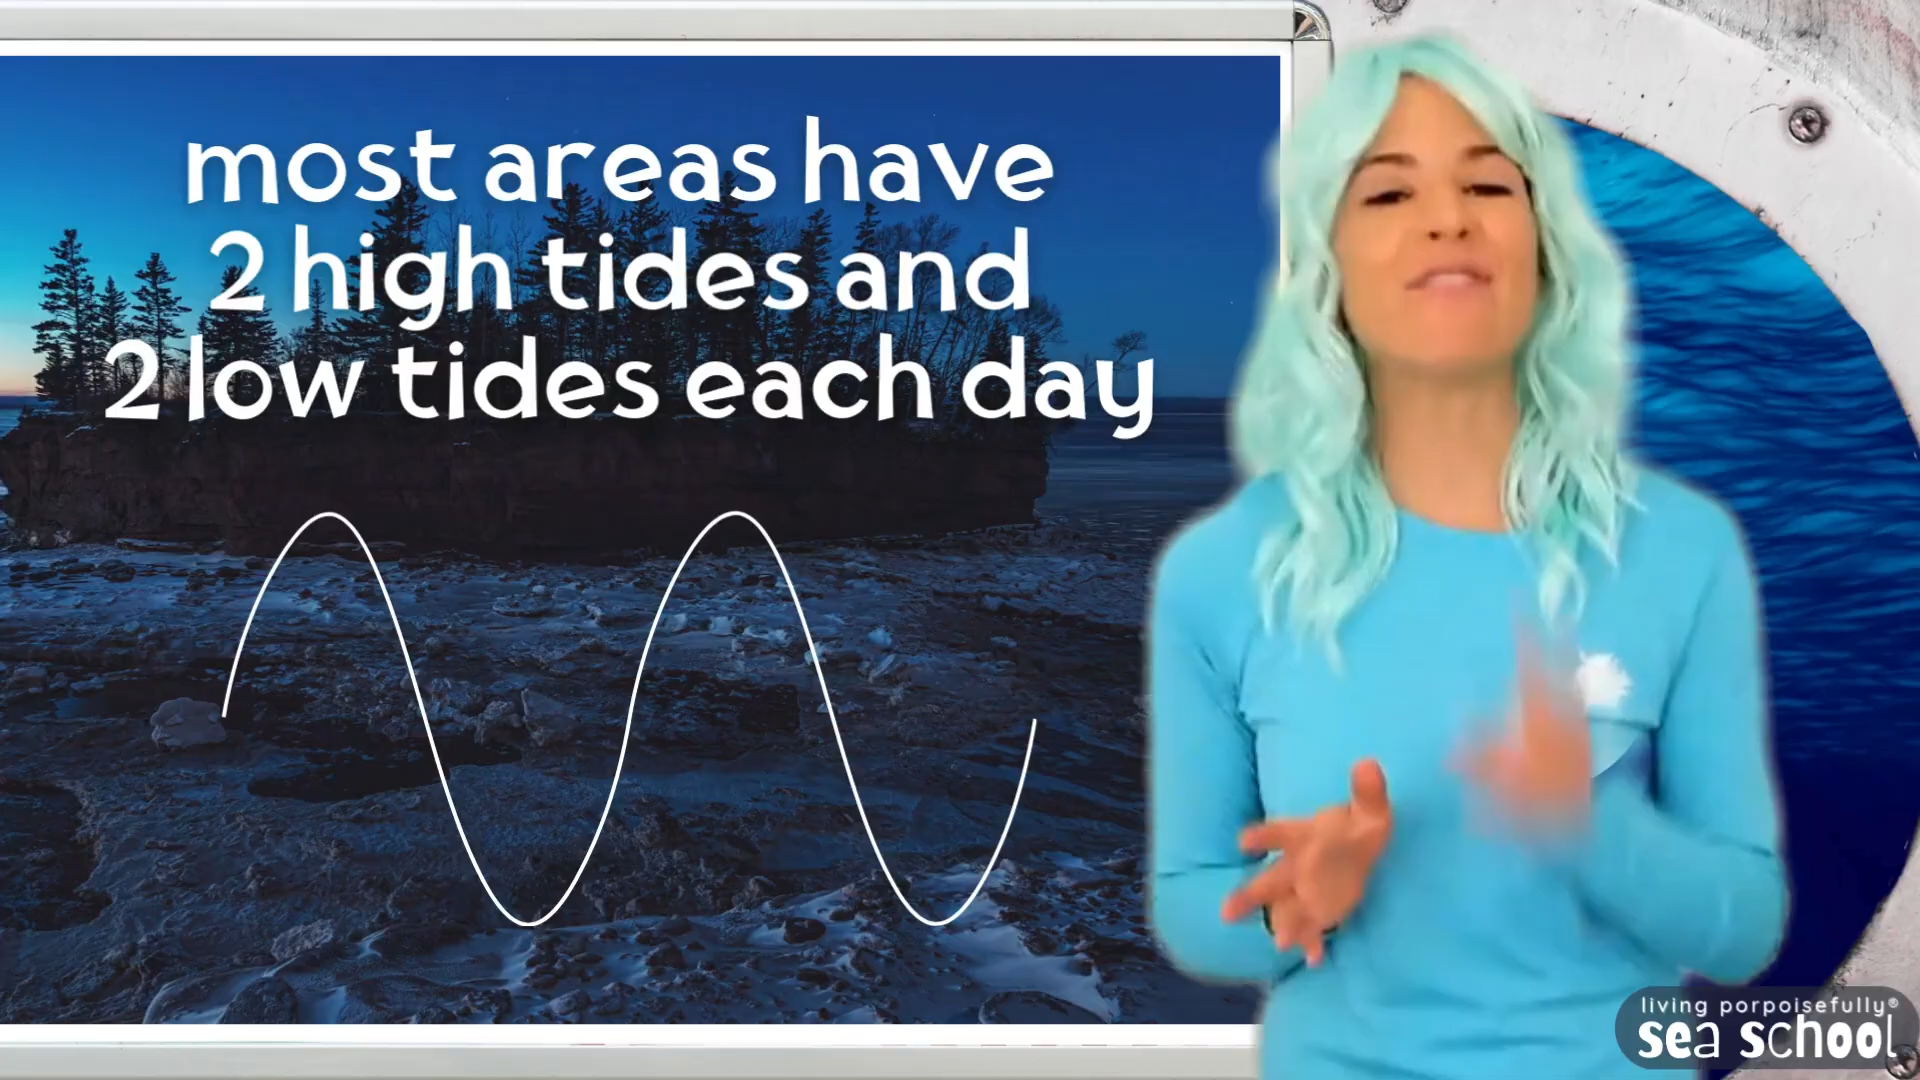 most areas have
2 high tides and
2 low tides each day
living porpoisefully®
sea school